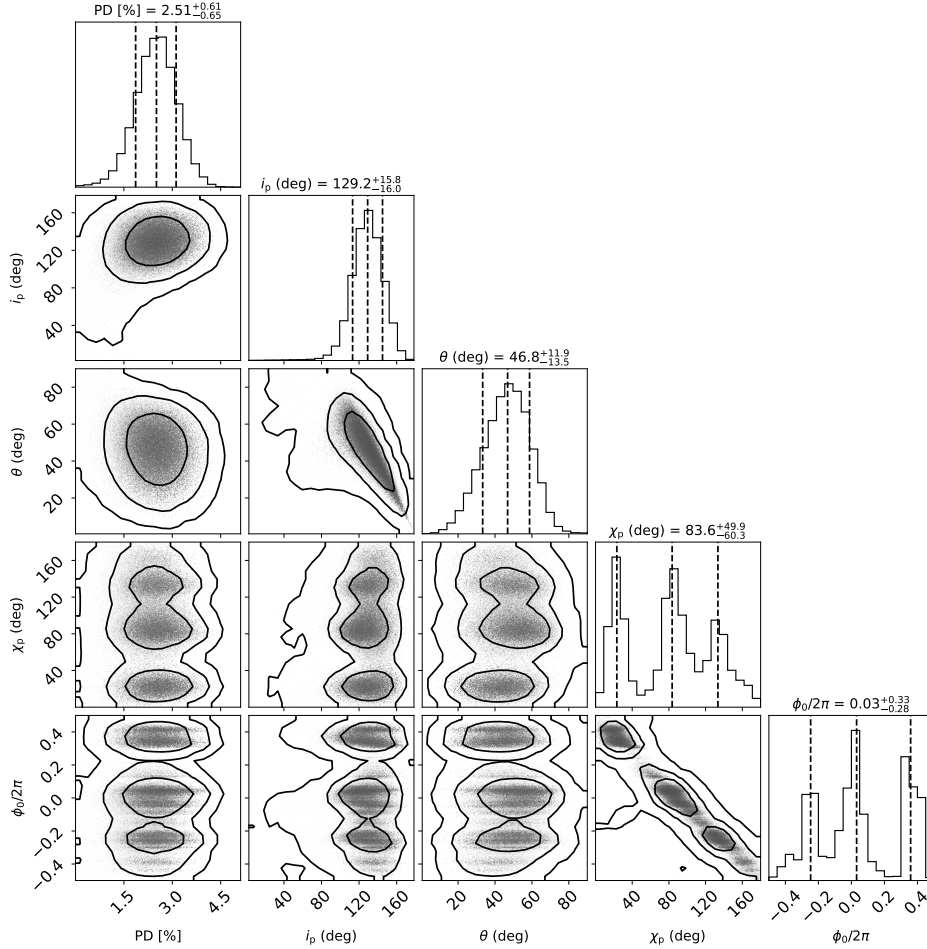 PD [%] = 2.51+0.61−0.65
iₚ (deg) = 129.2+15.8−16.0
160
120
80
40
iₚ (deg)
θ (deg) = 46.8+11.9−13.5
80
60
40
20
θ (deg)
χₚ (deg) = 83.6+49.9−60.3
160
120
80
40
χₚ (deg)
ϕ₀/2π = 0.03+0.33−0.28
0.4
0.2
0.0
−0.2
−0.4
ϕ₀/2π
1.5 3.0 4.5 40 80 120 160 20 40 60 80 40 80 120 160 −0.4 −0.2 0.0 0.2 0.4
PD [%] iₚ (deg) θ (deg) χₚ (deg) ϕ₀/2π